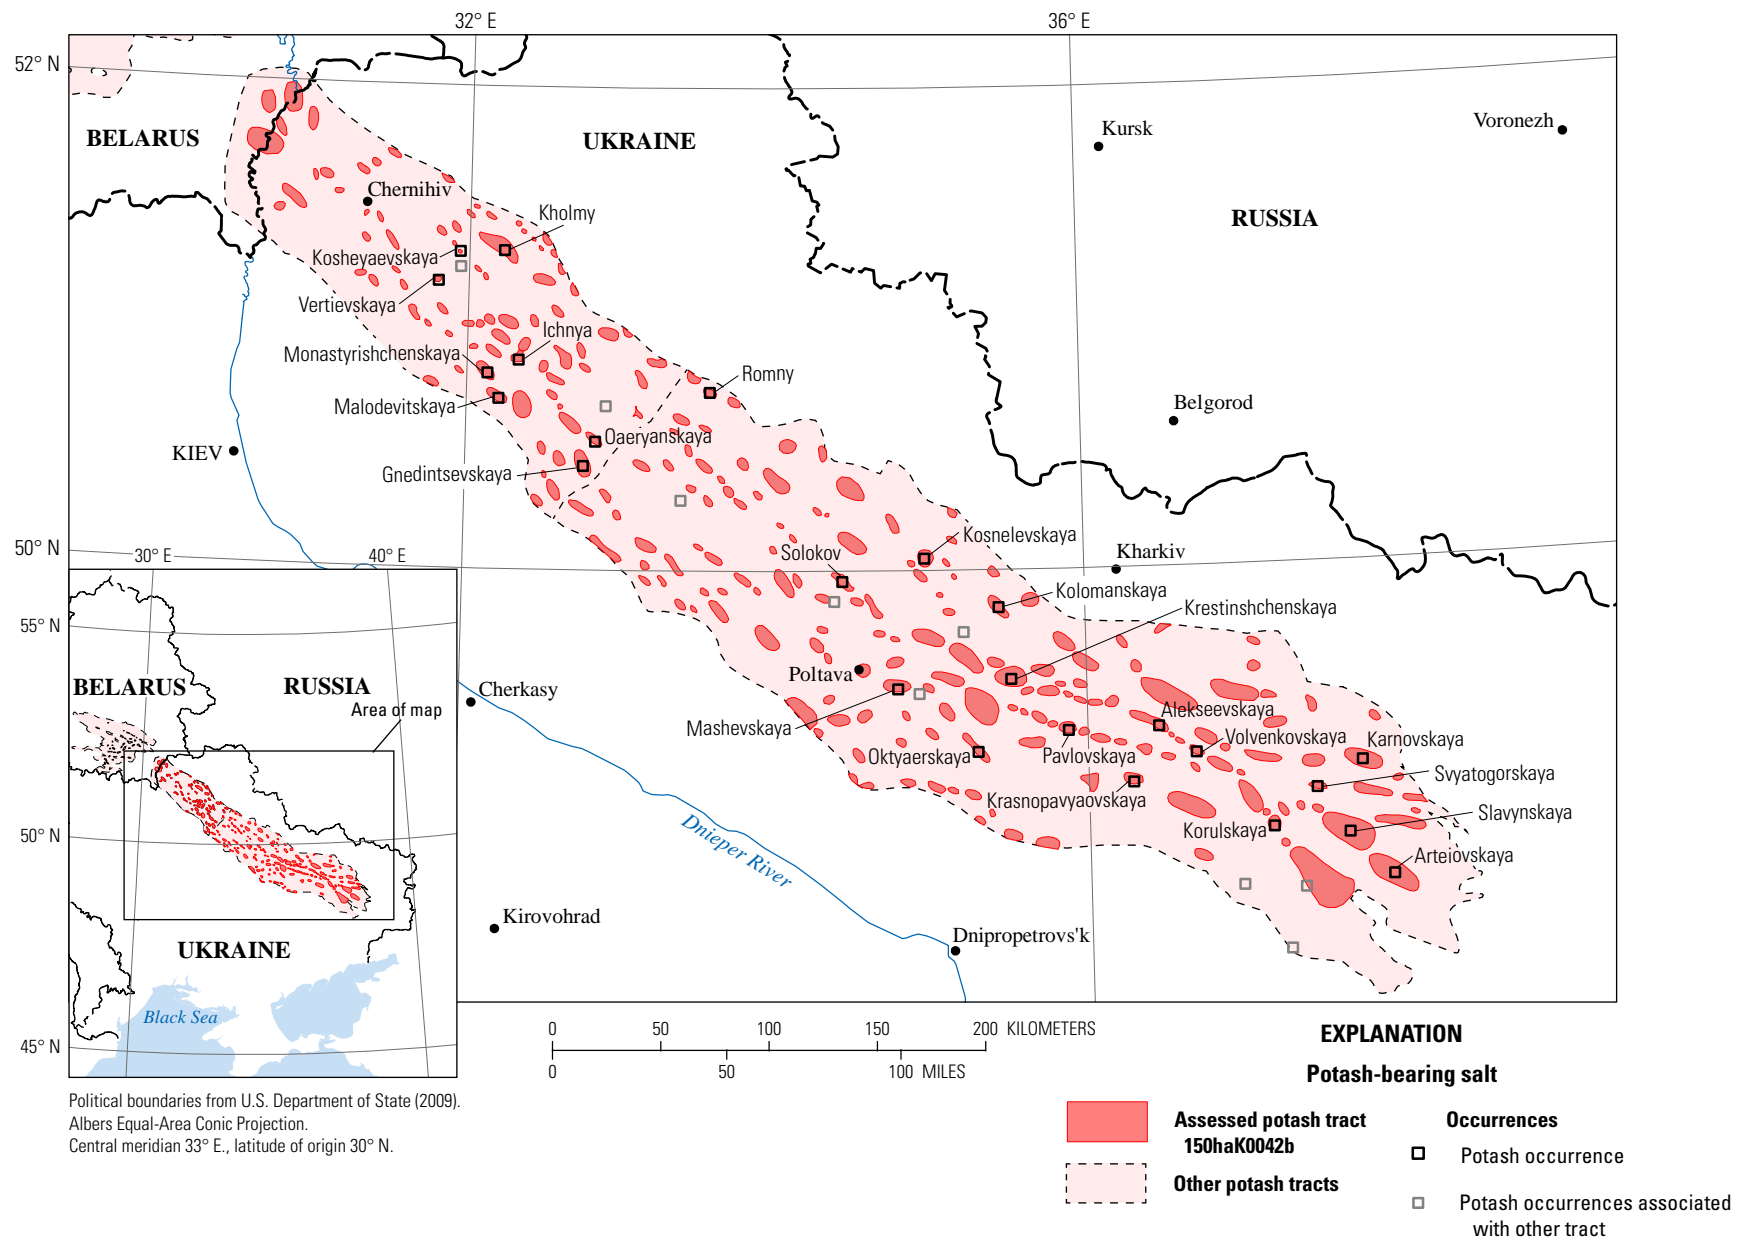 32° E
36° E
52° N
BELARUS
UKRAINE
Kursk
Voronezh
Chernihiv
RUSSIA
Kholmy
Kosheyaevskaya
Vertievskaya
Ichnya
Monastyrishchenskaya
Romny
Malodevitskaya
Belgorod
Oaeryanskaya
KIEV
Gnedintsevskaya
Kosnelevskaya
50° N
30° E
40° E
Solokov
Kharkiv
Kolomanskaya
Krestinshchenskaya
55° N
Poltava
BELARUS
RUSSIA
Cherkasy
Area of map
Alekseevskaya
Mashevskaya
Volvenkovskaya
Karnovskaya
Oktyaerskaya
Pavlovskaya
Svyatogorskaya
Krasnopavyaovskaya
Slavynskaya
50° N
Dnieper River
Korulskaya
Arteiovskaya
Kirovohrad
Dnipropetrovs'k
UKRAINE
Black Sea
45° N
0 50 100 150 200 KILOMETERS
0 50 100 MILES
Political boundaries from U.S. Department of State (2009).
Albers Equal-Area Conic Projection.
Central meridian 33° E., latitude of origin 30° N.
EXPLANATION
Potash-bearing salt
Assessed potash tract
150haK0042b
Other potash tracts
Occurrences
Potash occurrence
Potash occurrences associated
with other tract